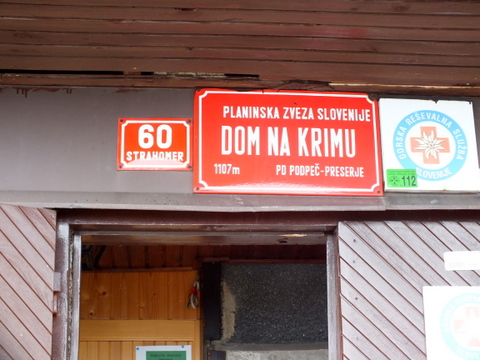 60
STRAHOMER
PLANINSKA ZVEZA SLOVENIJE
DOM NA KRIMU
1107m PD PODPEČ-PRESERJE
GORSKA REŠEVALNA SLUŽBA
SLOVENIJE
112